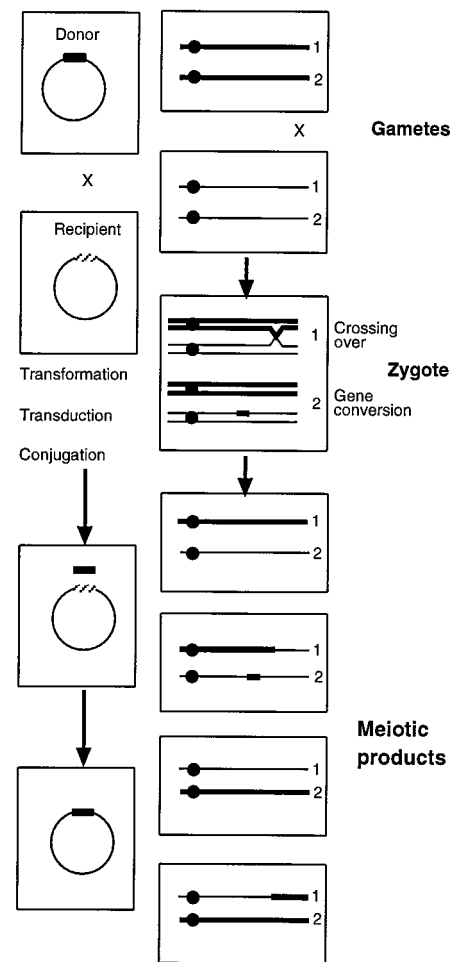 Donor
X
Recipient
Transformation
Transduction
Conjugation
1
2
X
Gametes
1
2
1
Crossing
over
Zygote
2
Gene
conversion
1
2
1
2
Meiotic
products
1
2
1
2